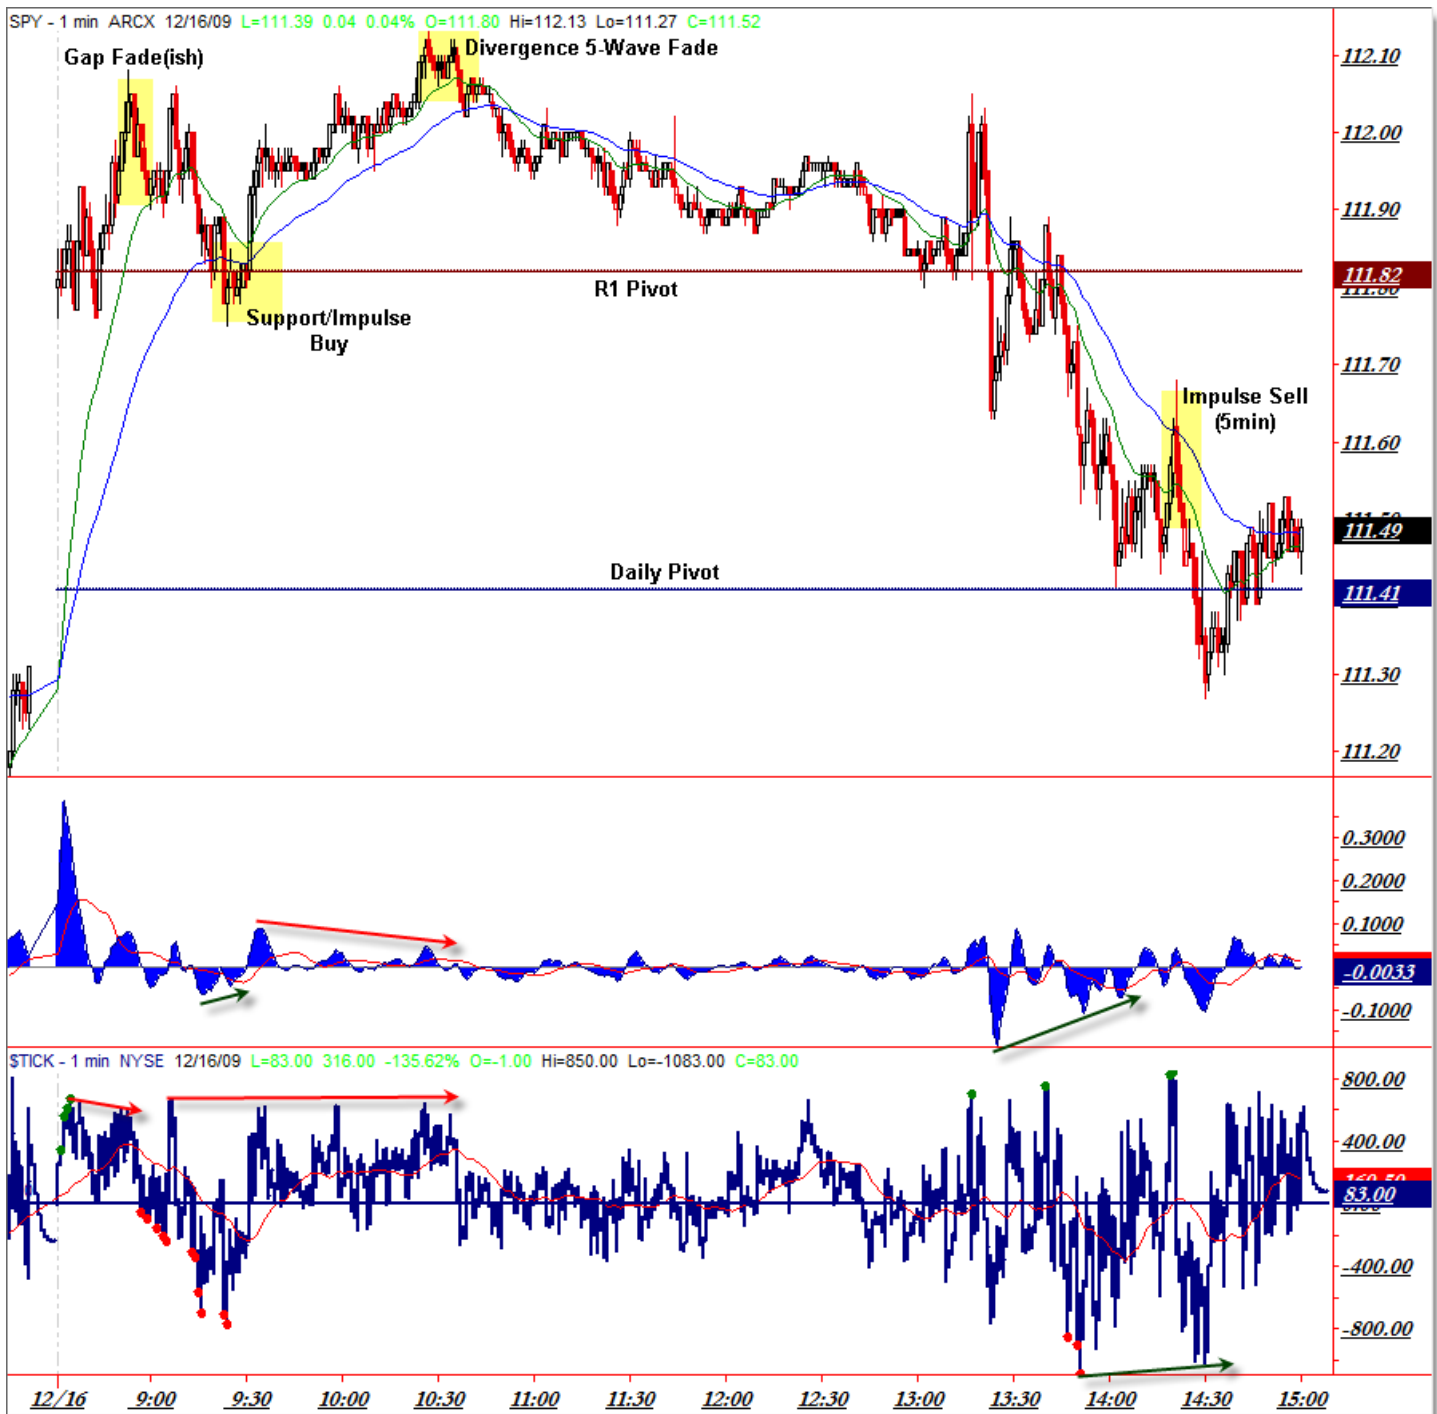 SPY - 1 min ARCX 12/16/09 L=111.39 0.04 0.04% O=111.80 Hi=112.13 Lo=111.27 C=111.52
Gap Fade(ish)
Divergence 5-Wave Fade
112.10
112.00
111.90
111.82
111.80
R1 Pivot
Support/Impulse
Buy
111.70
Impulse Sell
(5min)
111.60
111.50
111.49
Daily Pivot
111.41
111.30
111.20
0.3000
0.2000
0.1000
-0.0033
-0.1000
$TICK - 1 min NYSE 12/16/09 L=83.00 316.00 -135.62% O=-1.00 Hi=850.00 Lo=-1083.00 C=83.00
800.00
400.00
160.50
83.00
-400.00
-800.00
12/16 9:00 9:30 10:00 10:30 11:00 11:30 12:00 12:30 13:00 13:30 14:00 14:30 15:00